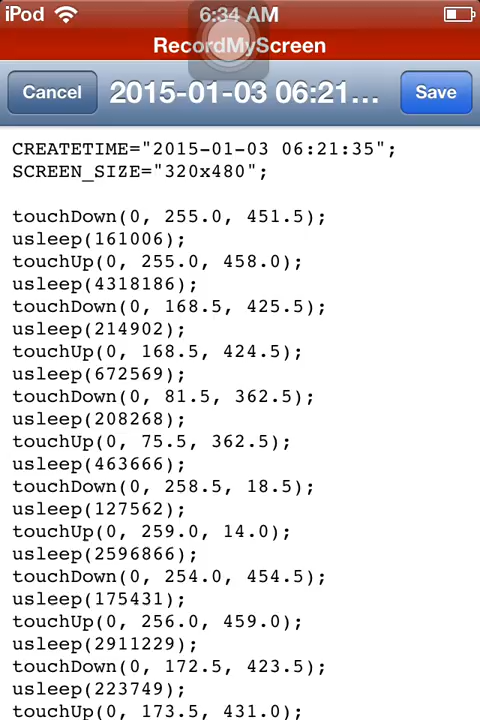 iPod 6:34 AM
RecordMyScreen
Cancel 2015-01-03 06:21... Save
CREATETIME="2015-01-03 06:21:35";
SCREEN_SIZE="320x480";
touchDown(0, 255.0, 451.5);
usleep(161006);
touchUp(0, 255.0, 458.0);
usleep(4318186);
touchDown(0, 168.5, 425.5);
usleep(214902);
touchUp(0, 168.5, 424.5);
usleep(672569);
touchDown(0, 81.5, 362.5);
usleep(208268);
touchUp(0, 75.5, 362.5);
usleep(463666);
touchDown(0, 258.5, 18.5);
usleep(127562);
touchUp(0, 259.0, 14.0);
usleep(2596866);
touchDown(0, 254.0, 454.5);
usleep(175431);
touchUp(0, 256.0, 459.0);
usleep(2911229);
touchDown(0, 172.5, 423.5);
usleep(223749);
touchUp(0, 173.5, 431.0);